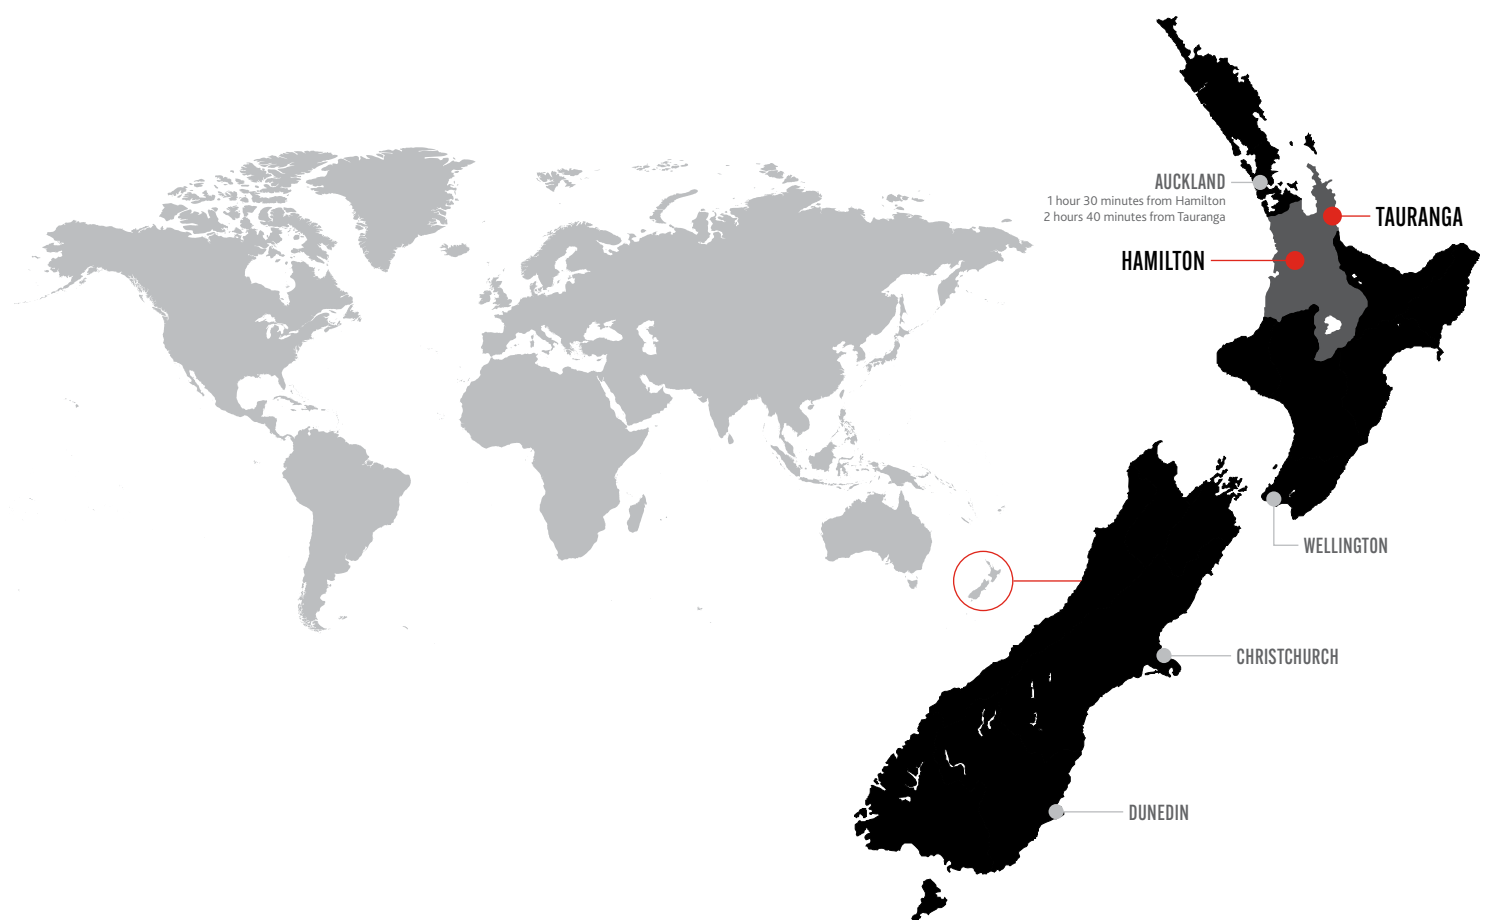 AUCKLAND
1 hour 30 minutes from Hamilton
2 hours 40 minutes from Tauranga
TAURANGA
HAMILTON
WELLINGTON
CHRISTCHURCH
DUNEDIN